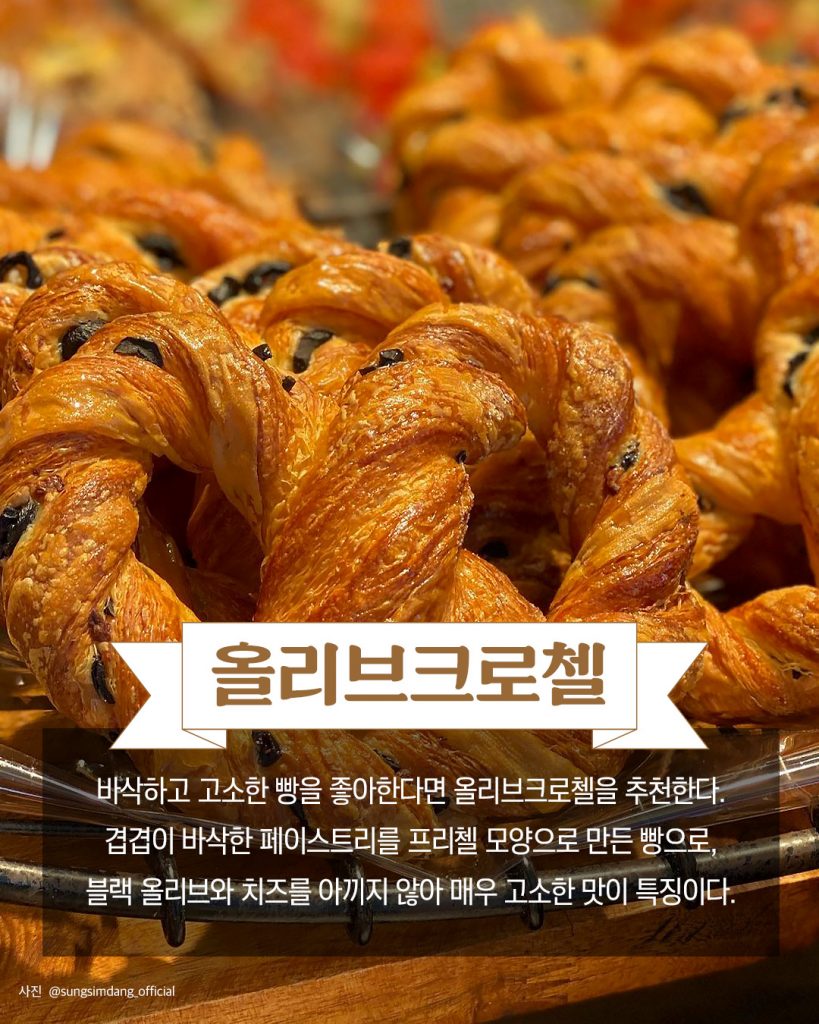 올리브크로첼
바삭하고 고소한 빵을 좋아한다면 올리브크로첼을 추천한다.
겹겹이 바삭한 페이스트리를 프리첼 모양으로 만든 빵으로,
블랙 올리브와 치즈를 아끼지 않아 매우 고소한 맛이 특징이다.
사진 @sungsimdang_official